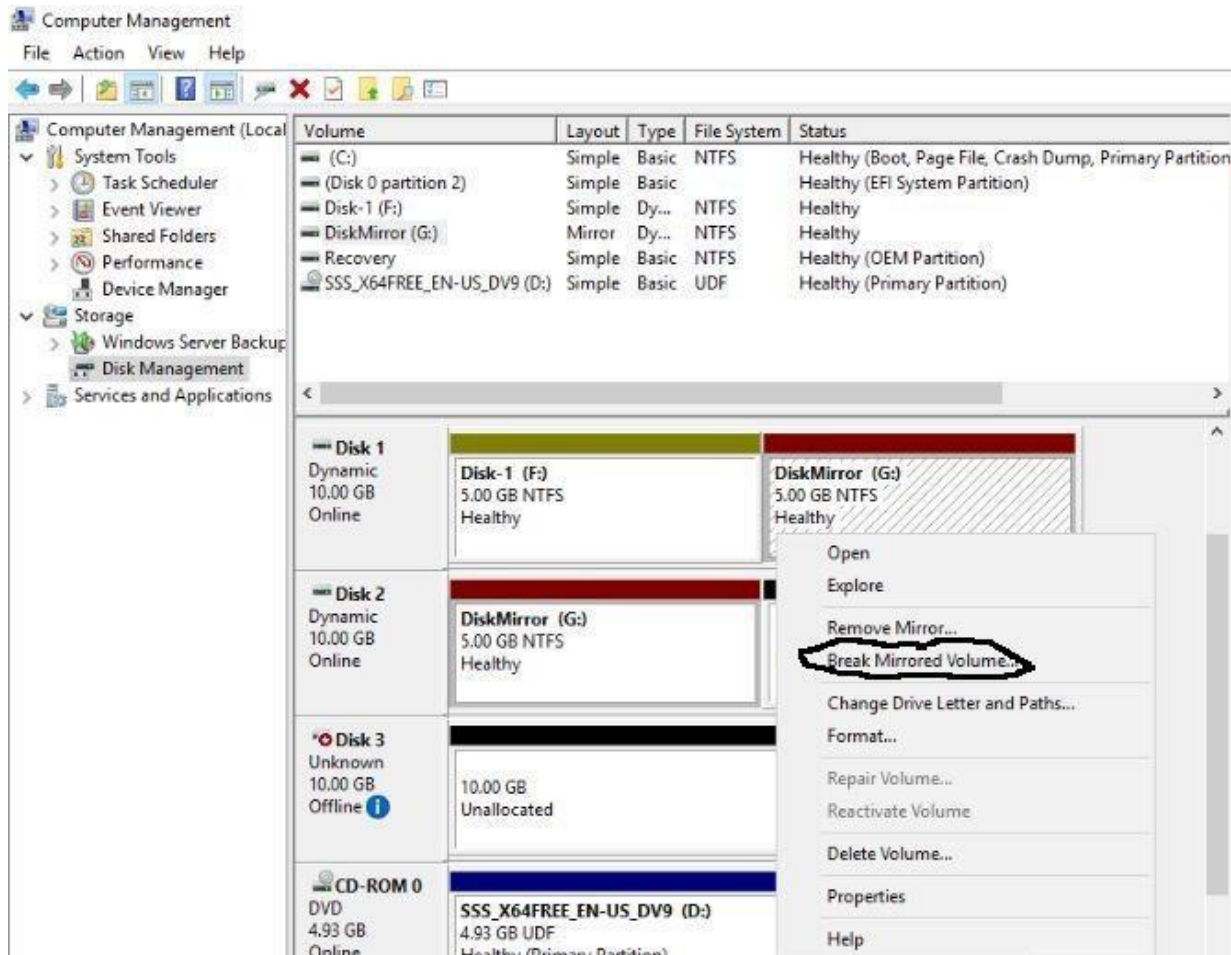 Computer Management
File Action View Help
Computer Management (Local
System Tools
Task Scheduler
Event Viewer
Shared Folders
Performance
Device Manager
Storage
Windows Server Backup
Disk Management
Services and Applications
Volume Layout Type File System Status
(C:) Simple Basic NTFS Healthy (Boot, Page File, Crash Dump, Primary Partition
(Disk 0 partition 2) Simple Basic Healthy (EFI System Partition)
Disk-1 (F:) Simple Dy... NTFS Healthy
DiskMirror (G:) Mirror Dy... NTFS Healthy
Recovery Simple Basic NTFS Healthy (OEM Partition)
SSS_X64FREE_EN-US_DV9 (D:) Simple Basic UDF Healthy (Primary Partition)
Disk 1
Dynamic
10.00 GB
Online
Disk-1 (F:)
5.00 GB NTFS
Healthy
DiskMirror (G:)
5.00 GB NTFS
Healthy
Disk 2
Dynamic
10.00 GB
Online
DiskMirror (G:)
5.00 GB NTFS
Healthy
Disk 3
Unknown
10.00 GB
Offline
10.00 GB
Unallocated
CD-ROM 0
DVD
4.93 GB
Online
SSS_X64FREE_EN-US_DV9 (D:)
4.93 GB UDF
Healthy (Primary Partition)
Open
Explore
Remove Mirror...
Break Mirrored Volume...
Change Drive Letter and Paths...
Format...
Repair Volume...
Reactivate Volume
Delete Volume...
Properties
Help